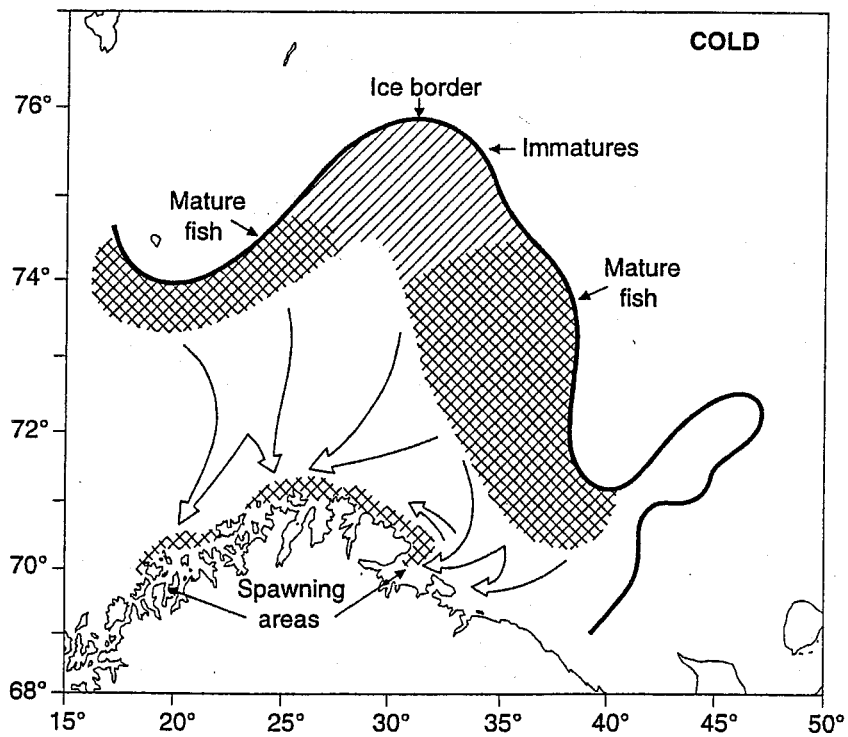 COLD
Ice border
Immatures
Mature
fish
Mature
fish
Spawning
areas
76°
74°
72°
70°
68°
15°
20°
25°
30°
35°
40°
45°
50°